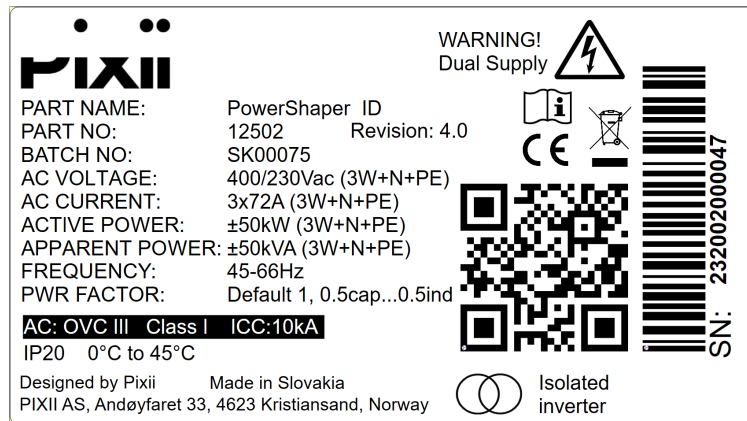 Pixii
WARNING!
Dual Supply
PART NAME: PowerShaper ID
PART NO: 12502 Revision: 4.0
BATCH NO: SK00075
AC VOLTAGE: 400/230Vac (3W+N+PE)
AC CURRENT: 3x72A (3W+N+PE)
ACTIVE POWER: ±50kW (3W+N+PE)
APPARENT POWER: ±50kVA (3W+N+PE)
FREQUENCY: 45-66Hz
PWR FACTOR: Default 1, 0.5cap...0.5ind
AC: OVC III Class I ICC:10kA
IP20 0°C to 45°C
Designed by Pixii Made in Slovakia
PIXII AS, Andøyfaret 33, 4623 Kristiansand, Norway
i
CE
Isolated
inverter
SN: 232002000047